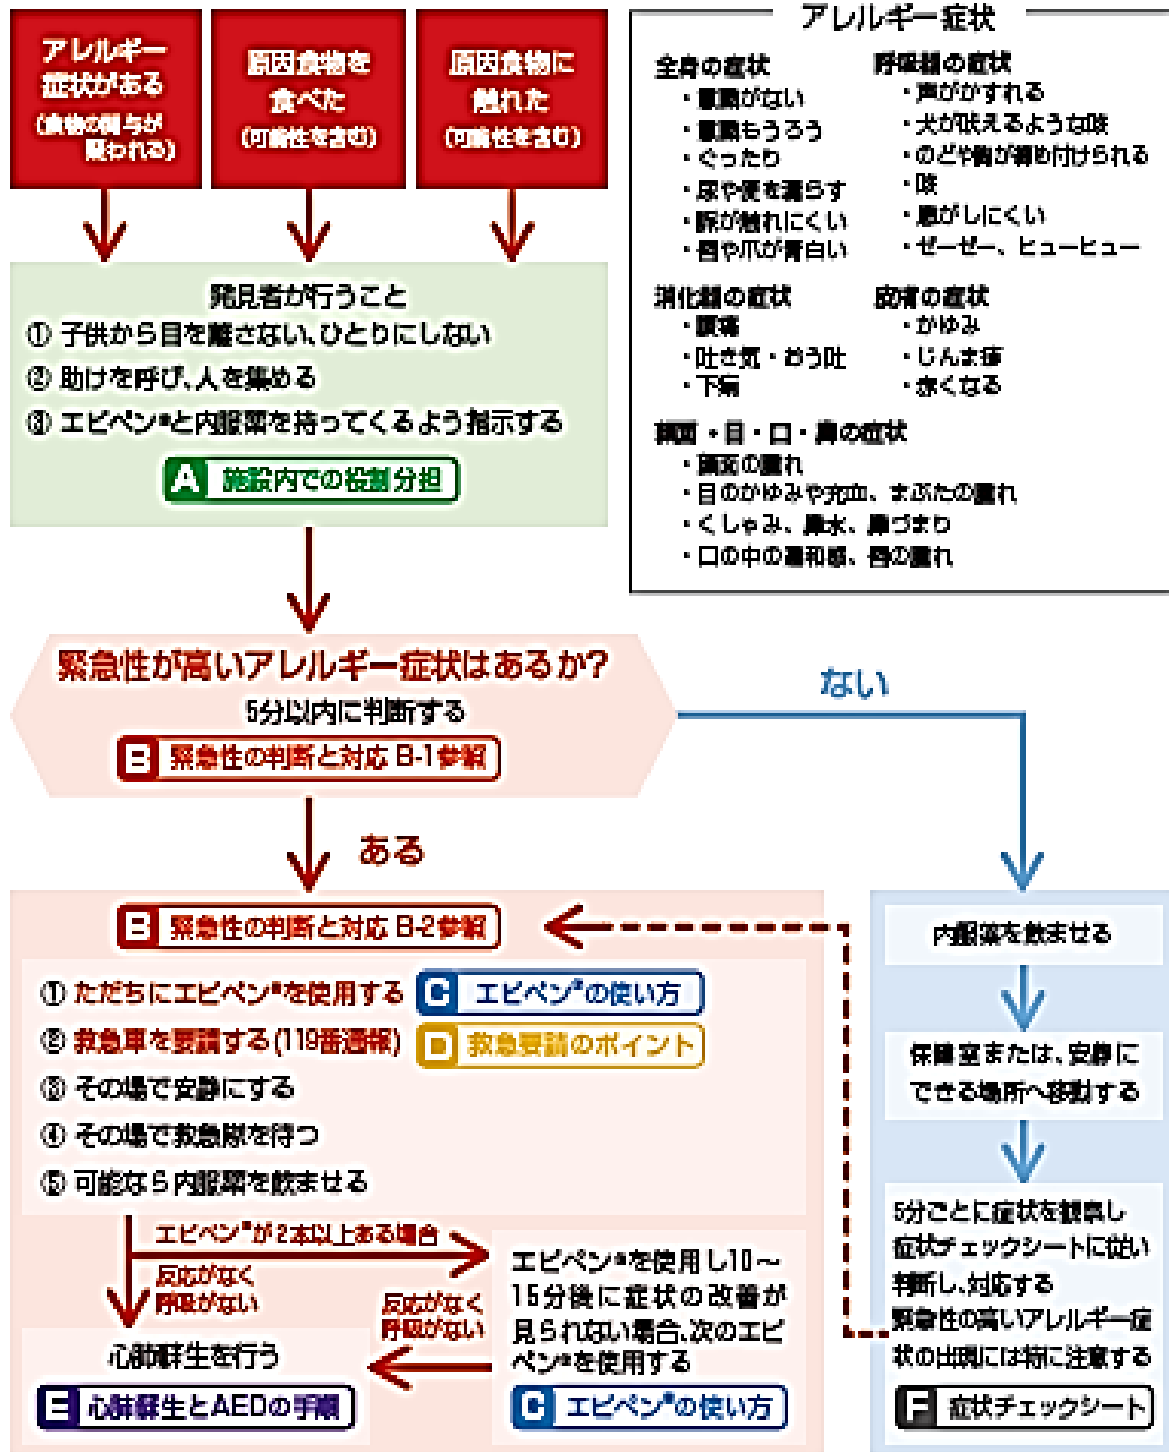 アレルギー
症状がある
(食物の関与が
疑われる)
原因食物を
食べた
(可能性を含む)
原因食物に
触れた
(可能性を含む)
発見者が行うこと
① 子供から目を離さない、ひとりにしない
② 助けを呼び、人を集める
③ エピペン®と内服薬を持ってくるよう指示する
A 施設内での役割分担
アレルギー症状
全身の症状
・意識がない
・意識もうろう
・ぐったり
・尿や便を漏らす
・脈が触れにくい
・唇や爪が青白い
呼吸器の症状
・声がかすれる
・犬が吠えるような咳
・のどや胸が締め付けられる
・咳
・息がしにくい
・ゼーゼー、ヒューヒュー
消化器の症状
・腹痛
・吐き気・おう吐
・下痢
皮膚の症状
・かゆみ
・じんま疹
・赤くなる
顔面・目・口・鼻の症状
・顔面の腫れ
・目のかゆみや充血、まぶたの腫れ
・くしゃみ、鼻水、鼻づまり
・口の中の違和感、唇の腫れ
緊急性が高いアレルギー症状はあるか?
5分以内に判断する
B 緊急性の判断と対応 B-1参照
ない
ある
B 緊急性の判断と対応 B-2参照
① ただちにエピペン®を使用する
C エピペン®の使い方
② 救急車を要請する(119番通報)
D 救急要請のポイント
③ その場で安静にする
④ その場で救急隊を待つ
⑤ 可能なら内服薬を飲ませる
エピペン®が2本以上ある場合
反応がなく
呼吸がない
エピペン®を使用し10〜
15分後に症状の改善が
見られない場合、次のエピ
ペン®を使用する
C エピペン®の使い方
反応がなく
呼吸がない
心肺蘇生を行う
E 心肺蘇生とAEDの手順
内服薬を飲ませる
保健室または、安静に
できる場所へ移動する
5分ごとに症状を観察し
症状チェックシートに従い
判断し、対応する
緊急性の高いアレルギー症
状の出現には特に注意する
F 症状チェックシート